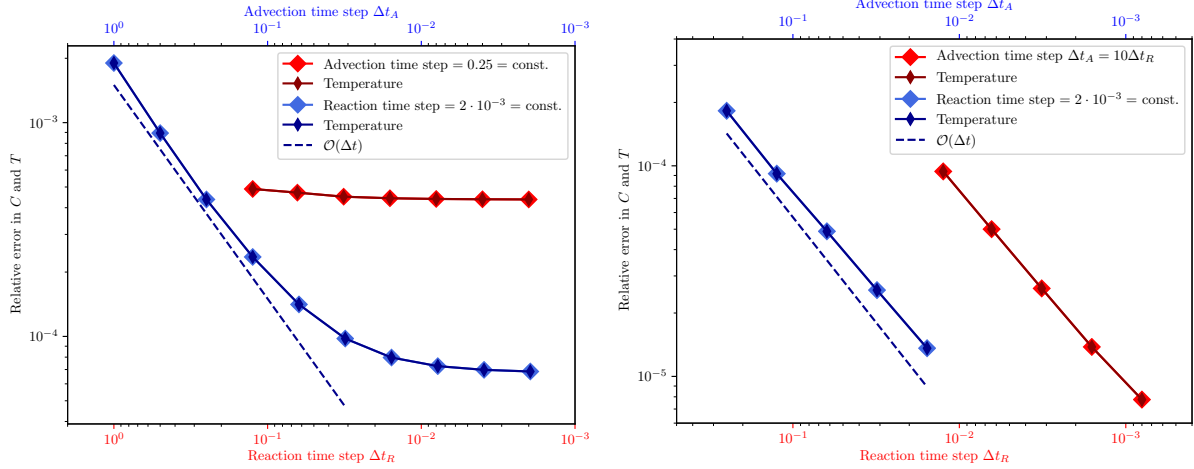 Advection time step Δt_A
10^0 10^-1 10^-2 10^-3
Relative error in C and T
10^-3
10^-4
Advection time step = 0.25 = const.
Temperature
Reaction time step = 2 · 10^-3 = const.
Temperature
𝒪(Δt)
10^0 10^-1 10^-2 10^-3
Reaction time step Δt_R
Advection time step Δt_A
10^-1 10^-2 10^-3
Relative error in C and T
10^-4
10^-5
Advection time step Δt_A = 10Δt_R
Temperature
Reaction time step = 2 · 10^-3 = const.
Temperature
𝒪(Δt)
10^-1 10^-2 10^-3
Reaction time step Δt_R